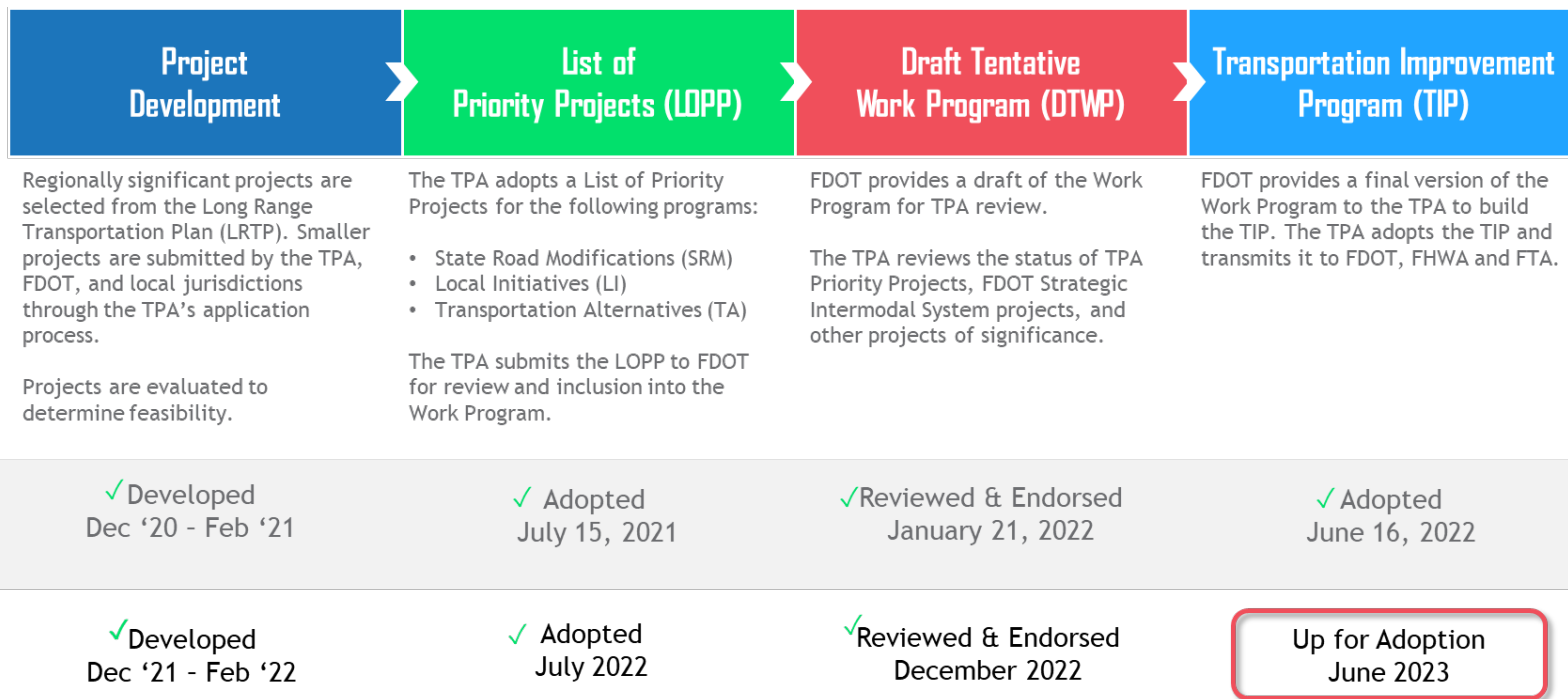 Project
Development
List of
Priority Projects (LOPP)
Draft Tentative
Work Program (DTWP)
Transportation Improvement
Program (TIP)
Regionally significant projects are
selected from the Long Range
Transportation Plan (LRTP). Smaller
projects are submitted by the TPA,
FDOT, and local jurisdictions
through the TPA’s application
process.
Projects are evaluated to
determine feasibility.
The TPA adopts a List of Priority
Projects for the following programs:
• State Road Modifications (SRM)
• Local Initiatives (LI)
• Transportation Alternatives (TA)
The TPA submits the LOPP to FDOT
for review and inclusion into the
Work Program.
FDOT provides a draft of the Work
Program for TPA review.
The TPA reviews the status of TPA
Priority Projects, FDOT Strategic
Intermodal System projects, and
other projects of significance.
FDOT provides a final version of the
Work Program to the TPA to build
the TIP. The TPA adopts the TIP and
transmits it to FDOT, FHWA and FTA.
✓Developed
Dec ‘20 – Feb ‘21
✓ Adopted
July 15, 2021
✓Reviewed & Endorsed
January 21, 2022
✓ Adopted
June 16, 2022
✓Developed
Dec ‘21 – Feb ‘22
✓ Adopted
July 2022
✓Reviewed & Endorsed
December 2022
Up for Adoption
June 2023